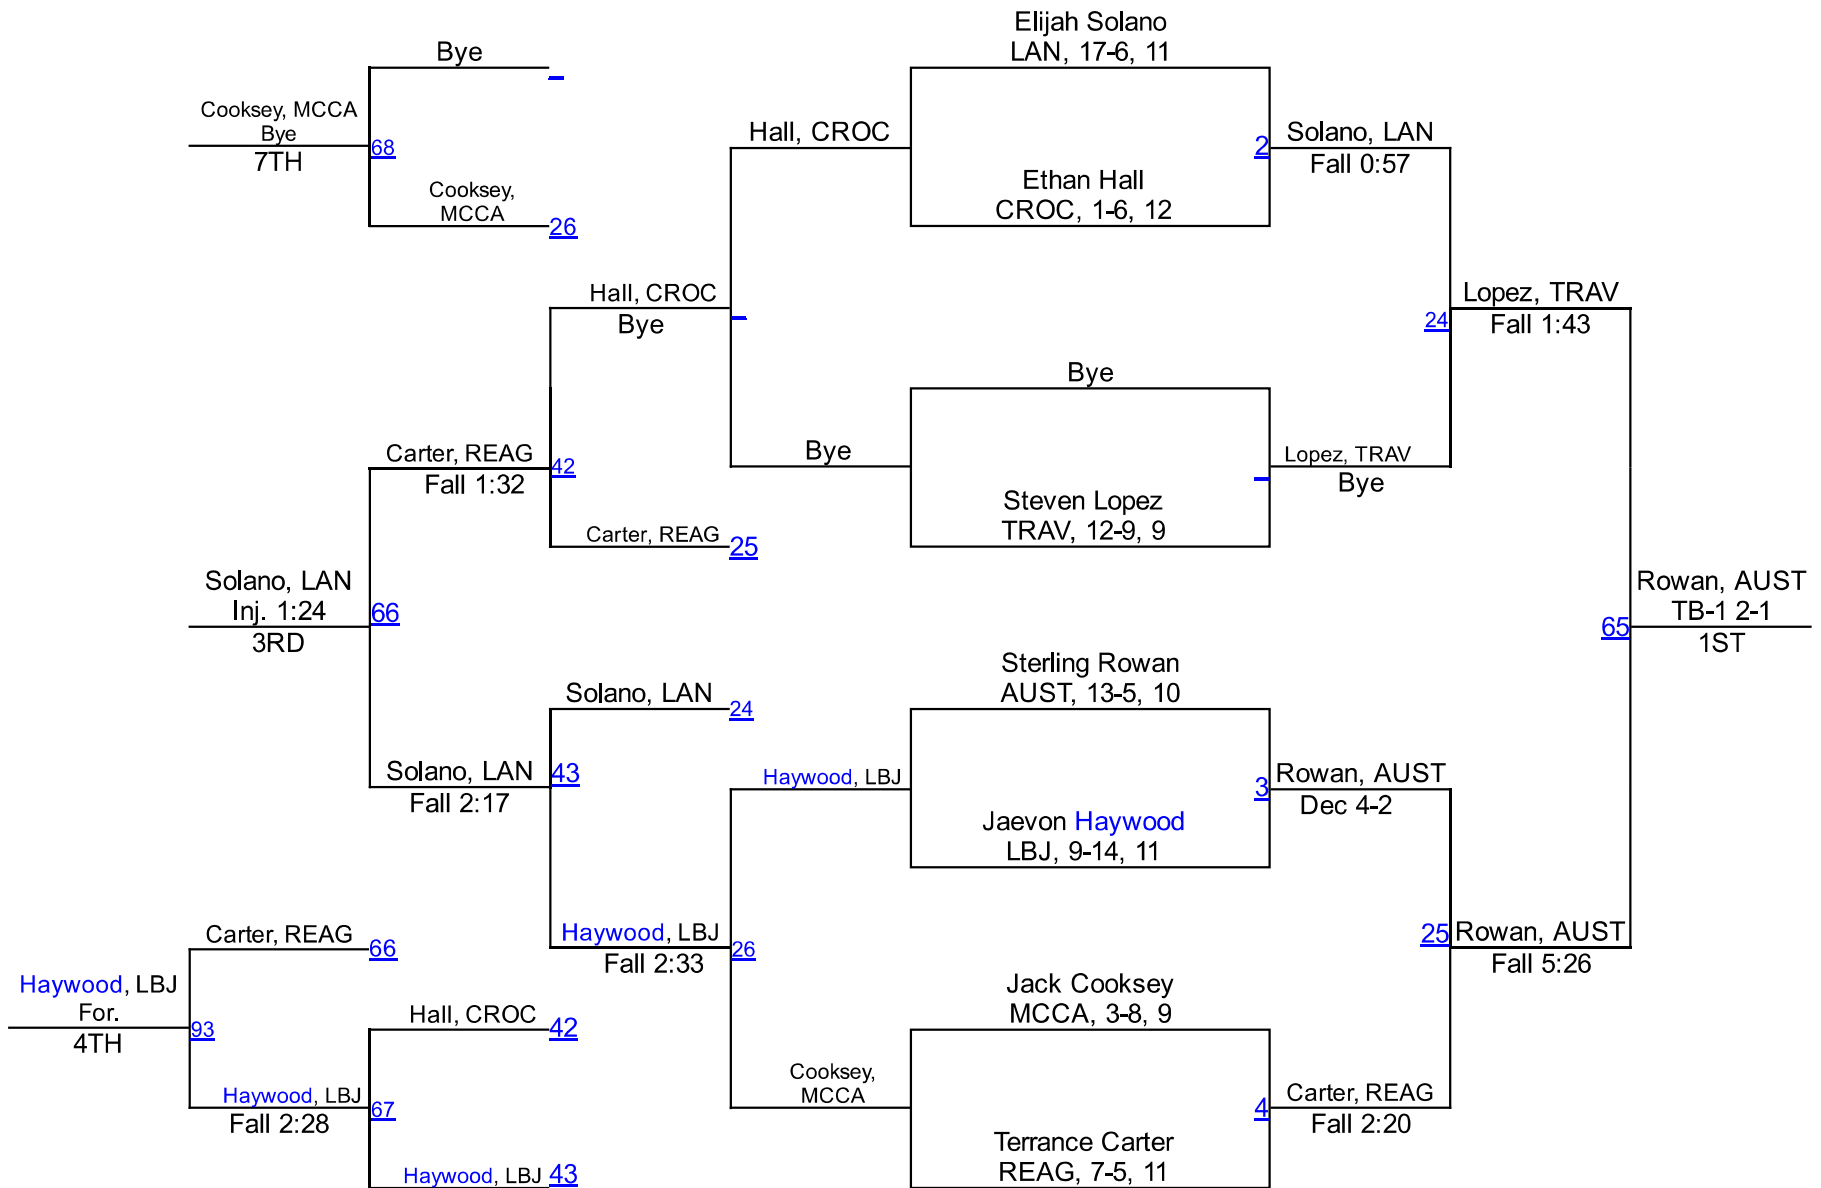 Elijah Solano
LAN, 17-6, 11
Bye
Cooksey, MCCA
Bye
7TH
68
Cooksey,
MCCA
26
Hall, CROC
2
Solano, LAN
Fall 0:57
Ethan Hall
CROC, 1-6, 12
Hall, CROC
Bye
24
Lopez, TRAV
Fall 1:43
Bye
Carter, REAG
Fall 1:32
42
Bye
Lopez, TRAV
Bye
Steven Lopez
TRAV, 12-9, 9
Carter, REAG
25
Solano, LAN
Inj. 1:24
3RD
66
65
Rowan, AUST
TB-1 2-1
1ST
Sterling Rowan
AUST, 13-5, 10
Solano, LAN
24
Solano, LAN
Fall 2:17
43
Haywood, LBJ
3
Rowan, AUST
Dec 4-2
Jaevon Haywood
LBJ, 9-14, 11
Haywood, LBJ
Fall 2:33
26
25
Rowan, AUST
Fall 5:26
Carter, REAG
66
Haywood, LBJ
For.
4TH
93
Jack Cooksey
MCCA, 3-8, 9
Hall, CROC
42
Cooksey,
MCCA
4
Carter, REAG
Fall 2:20
Haywood, LBJ
Fall 2:28
67
Terrance Carter
REAG, 7-5, 11
Haywood, LBJ
43